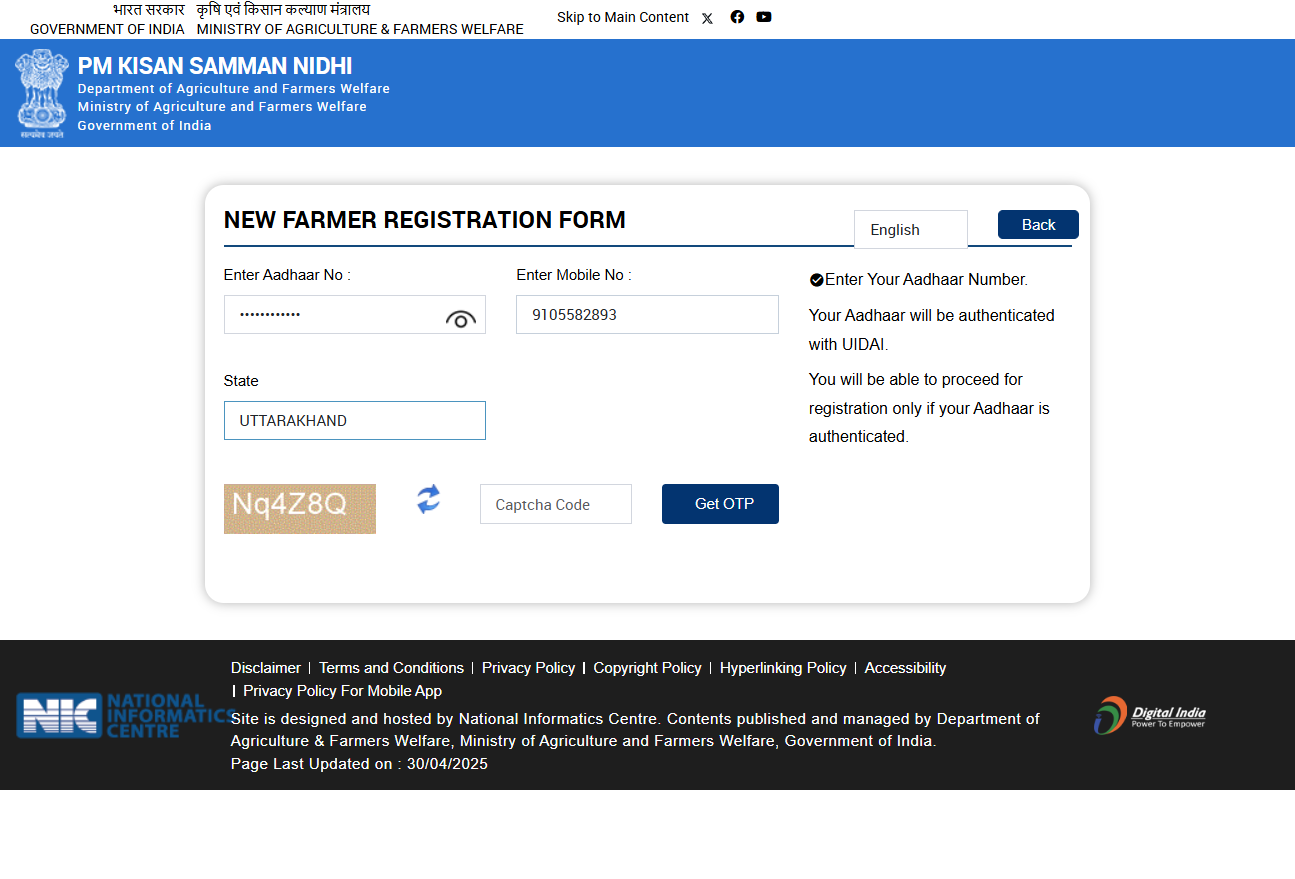 भारत सरकार कृषि एवं किसान कल्याण मंत्रालय
GOVERNMENT OF INDIA MINISTRY OF AGRICULTURE & FARMERS WELFARE
Skip to Main Content
PM KISAN SAMMAN NIDHI
Department of Agriculture and Farmers Welfare
Ministry of Agriculture and Farmers Welfare
Government of India
सत्यमेव जयते
NEW FARMER REGISTRATION FORM
English
Back
Enter Aadhaar No :
Enter Mobile No :
••••••••••••
9105582893
State
UTTARAKHAND
Nq4Z8Q
Captcha Code
Get OTP
Enter Your Aadhaar Number.
Your Aadhaar will be authenticated
with UIDAI.
You will be able to proceed for
registration only if your Aadhaar is
authenticated.
Disclaimer | Terms and Conditions | Privacy Policy | Copyright Policy | Hyperlinking Policy | Accessibility
| Privacy Policy For Mobile App
NIC NATIONAL
INFORMATICS
CENTRE
Site is designed and hosted by National Informatics Centre. Contents published and managed by Department of
Agriculture & Farmers Welfare, Ministry of Agriculture and Farmers Welfare, Government of India.
Page Last Updated on : 30/04/2025
Digital India
Power To Empower